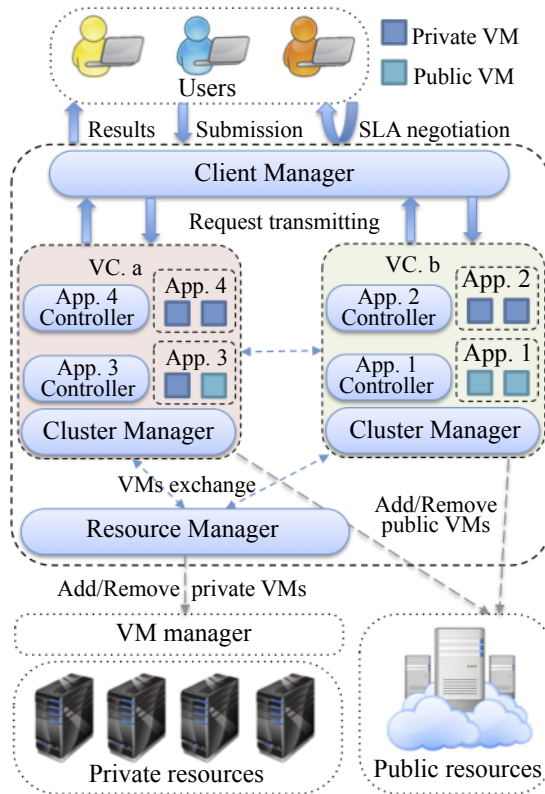 Private VM
Public VM
Users
Results
Submission
SLA negotiation
Client Manager
Request transmitting
VC. a
App. 4
Controller
App. 4
App. 3
Controller
App. 3
Cluster Manager
VC. b
App. 2
Controller
App. 2
App. 1
Controller
App. 1
Cluster Manager
VMs exchange
Add/Remove
public VMs
Resource Manager
Add/Remove private VMs
VM manager
Private resources
Public resources